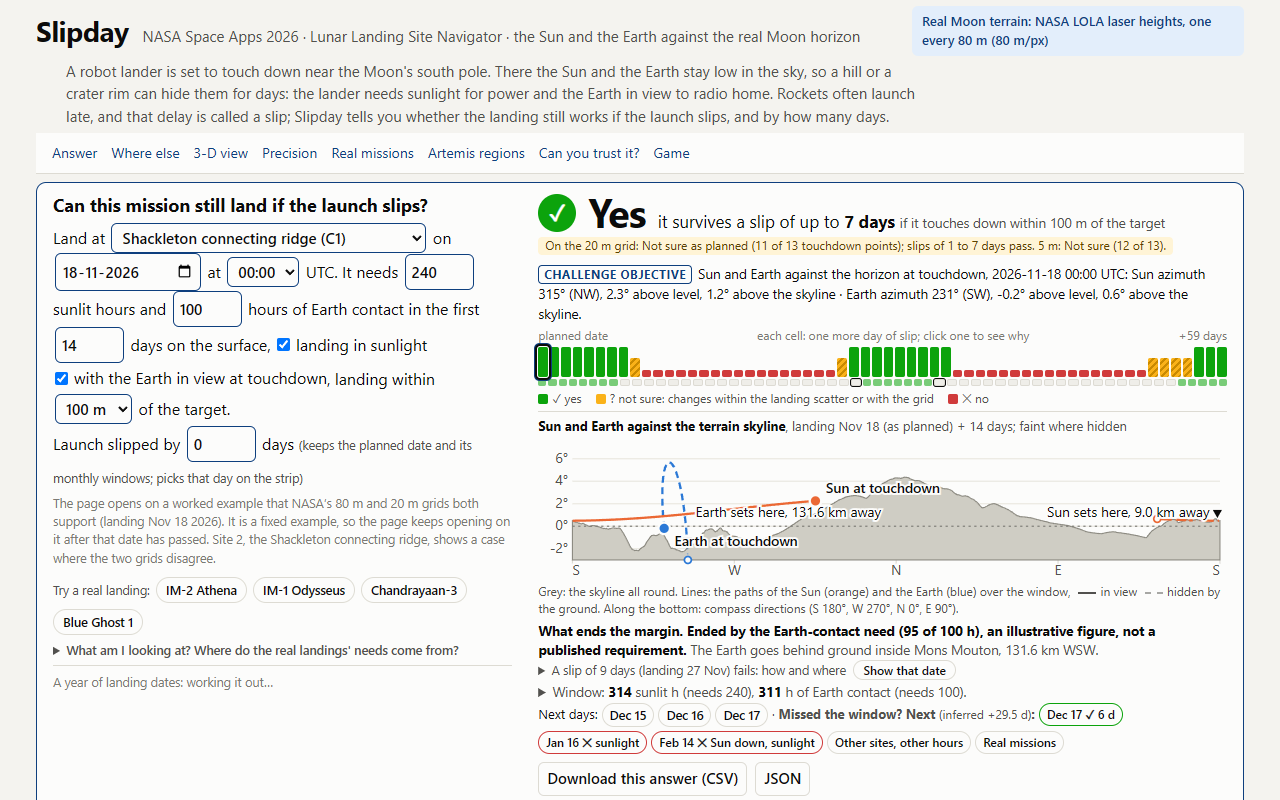 Slipday NASA Space Apps 2026 · Lunar Landing Site Navigator · the Sun and the Earth against the real Moon horizon
Real Moon terrain: NASA LOLA laser heights, one
every 80 m (80 m/px)
A robot lander is set to touch down near the Moon's south pole. There the Sun and the Earth stay low in the sky, so a hill or a
crater rim can hide them for days: the lander needs sunlight for power and the Earth in view to radio home. Rockets often launch
late, and that delay is called a slip; Slipday tells you whether the landing still works if the launch slips, and by how many days.
Answer Where else 3-D view Precision Real missions Artemis regions Can you trust it? Game
Can this mission still land if the launch slips?
Land at Shackleton connecting ridge (C1) on
18-11-2026 at 00:00 UTC. It needs 240
sunlit hours and 100 hours of Earth contact in the first
14 days on the surface, landing in sunlight
with the Earth in view at touchdown, landing within
100 m of the target.
Launch slipped by 0 days (keeps the planned date and its
monthly windows; picks that day on the strip)
The page opens on a worked example that NASA's 80 m and 20 m grids both
support (landing Nov 18 2026). It is a fixed example, so the page keeps opening on
it after that date has passed. Site 2, the Shackleton connecting ridge, shows a case
where the two grids disagree.
Try a real landing: IM-2 Athena IM-1 Odysseus Chandrayaan-3
Blue Ghost 1
▶ What am I looking at? Where do the real landings' needs come from?
A year of landing dates: working it out...
✓ Yes it survives a slip of up to 7 days if it touches down within 100 m of the target
On the 20 m grid: Not sure as planned (11 of 13 touchdown points); slips of 1 to 7 days pass. 5 m: Not sure (12 of 13).
CHALLENGE OBJECTIVE Sun and Earth against the horizon at touchdown, 2026-11-18 00:00 UTC: Sun azimuth
315° (NW), 2.3° above level, 1.2° above the skyline · Earth azimuth 231° (SW), -0.2° above level, 0.6° above the
skyline.
planned date each cell: one more day of slip; click one to see why +59 days
✓ yes ? not sure: changes within the landing scatter or with the grid ✕ no
Sun and Earth against the terrain skyline, landing Nov 18 (as planned) + 14 days; faint where hidden
6°
4°
2°
0°
-2°
Sun at touchdown
Earth sets here, 131.6 km away
Sun sets here, 9.0 km away ▼
Earth at touchdown
S W N E S
Grey: the skyline all round. Lines: the paths of the Sun (orange) and the Earth (blue) over the window, in view hidden by
the ground. Along the bottom: compass directions (S 180°, W 270°, N 0°, E 90°).
What ends the margin. Ended by the Earth-contact need (95 of 100 h), an illustrative figure, not a
published requirement. The Earth goes behind ground inside Mons Mouton, 131.6 km WSW.
▶ A slip of 9 days (landing 27 Nov) fails: how and where Show that date
▶ Window: 314 sunlit h (needs 240), 311 h of Earth contact (needs 100).
Next days: Dec 15 Dec 16 Dec 17 · Missed the window? Next (inferred +29.5 d): Dec 17 ✓ 6 d
Jan 16 ✕ sunlight Feb 14 ✕ Sun down, sunlight Other sites, other hours Real missions
Download this answer (CSV) JSON